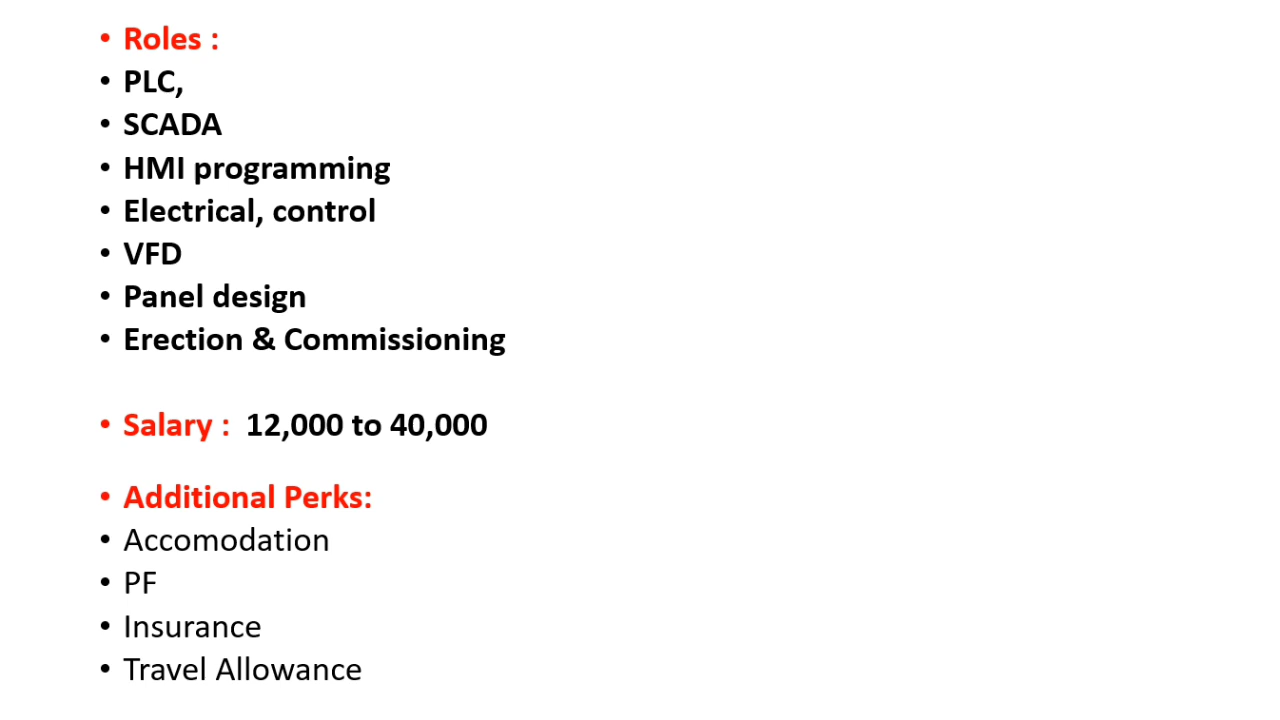 • Roles :
• PLC,
• SCADA
• HMI programming
• Electrical, control
• VFD
• Panel design
• Erection & Commissioning
• Salary : 12,000 to 40,000
• Additional Perks:
• Accomodation
• PF
• Insurance
• Travel Allowance